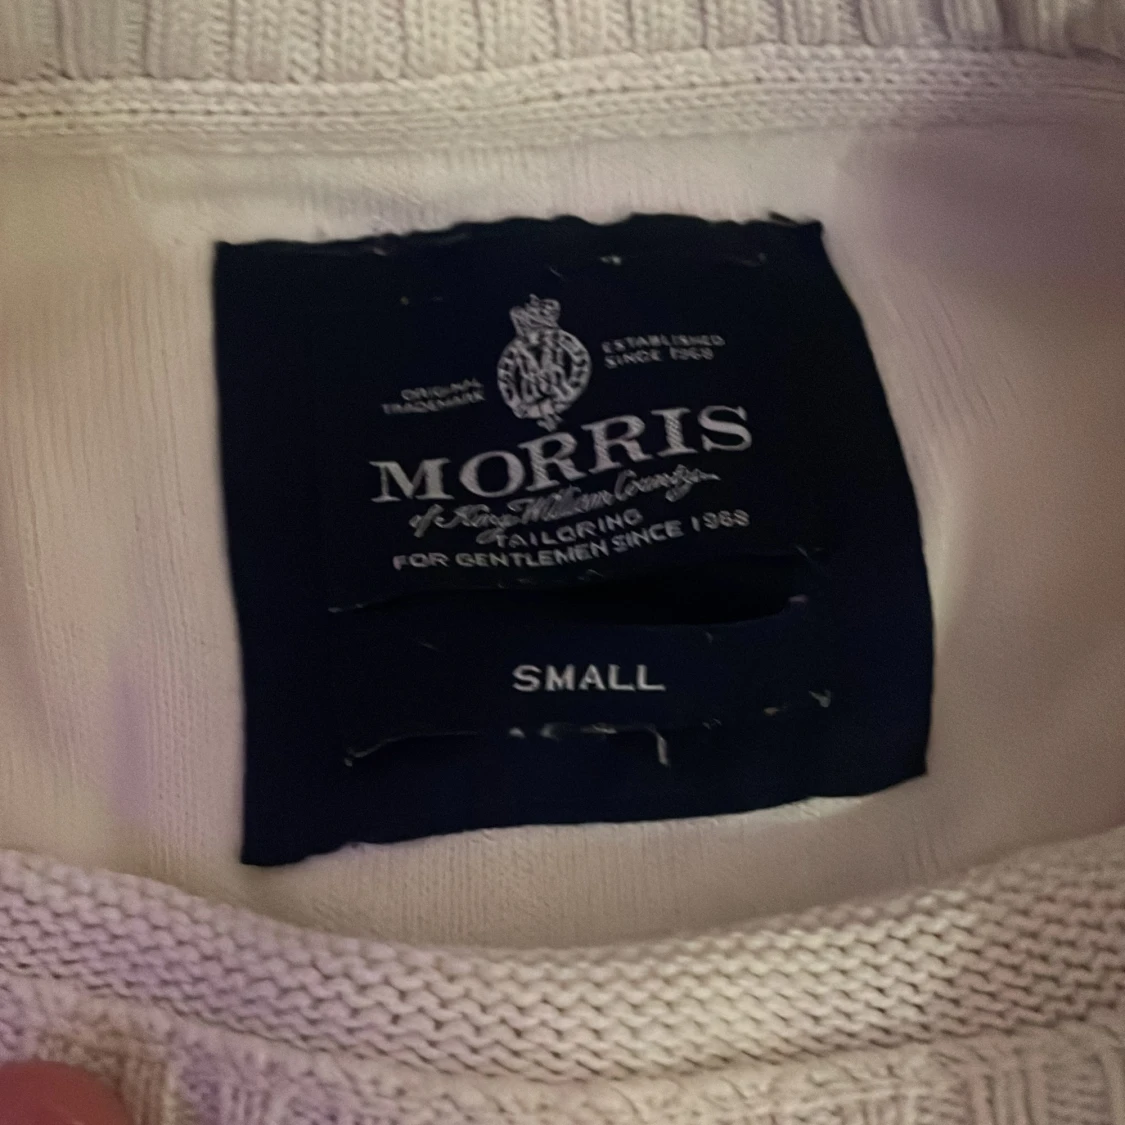 ESTABLISHED
SINCE 1968
ORIGINAL
TRADEMARK
MORRIS
of King William County
TAILORING
FOR GENTLEMEN SINCE 1968
SMALL